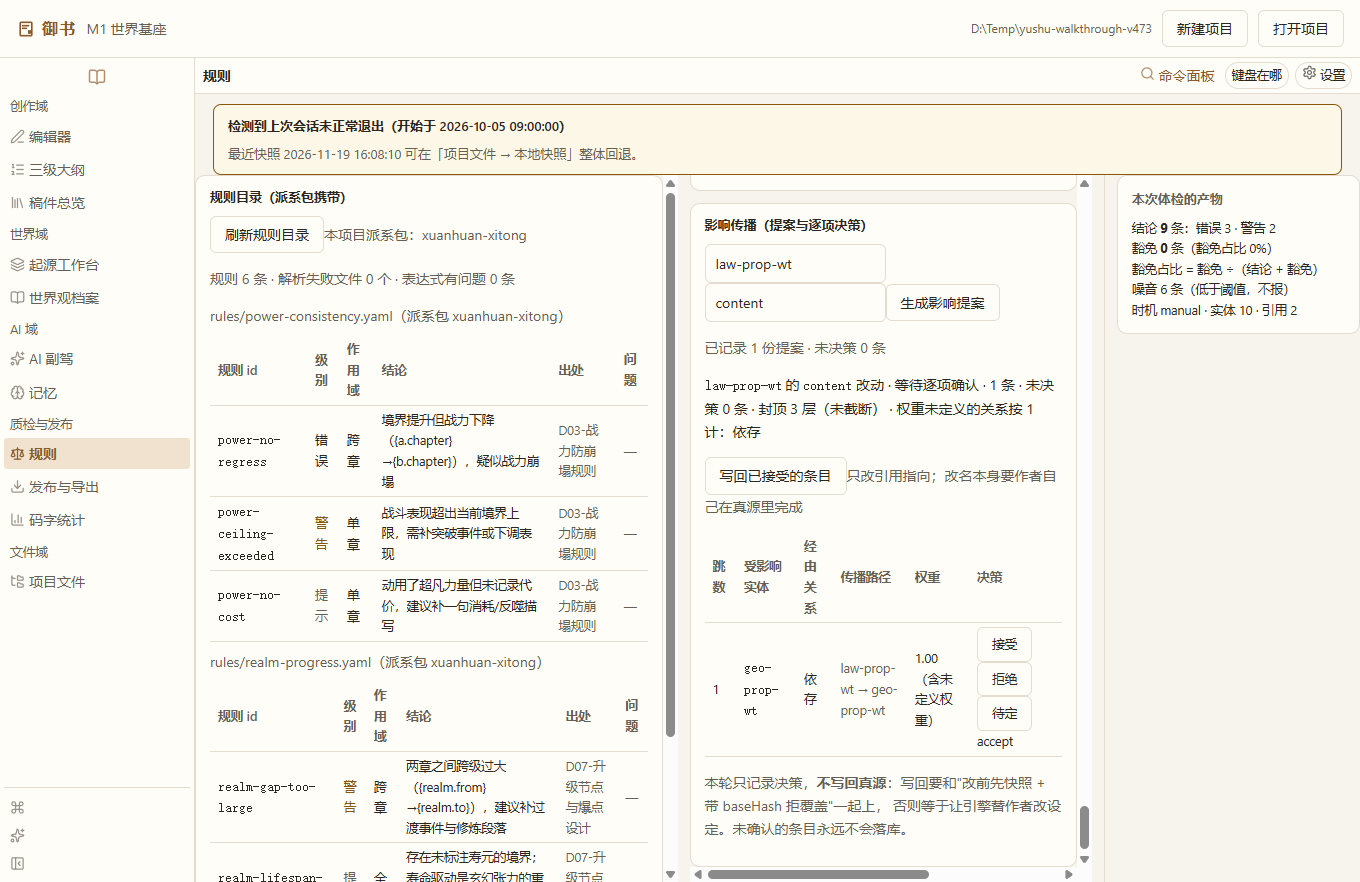 御书 M1 世界基座
D:\Temp\yushu-walkthrough-v473 新建项目 打开项目
创作域
编辑器
三级大纲
稿件总览
世界域
起源工作台
世界观档案
AI 域
AI 副驾
记忆
质检与发布
规则
发布与导出
码字统计
文件域
项目文件
规则
命令面板 键盘在哪 设置
检测到上次会话未正常退出（开始于 2026-10-05 09:00:00）
最近快照 2026-11-19 16:08:10 可在「项目文件 → 本地快照」整体回退。
规则目录（派系包携带）
刷新规则目录 本项目派系包：xuanhuan-xitong
规则 6 条 · 解析失败文件 0 个 · 表达式有问题 0 条
rules/power-consistency.yaml（派系包 xuanhuan-xitong）
规则 id 级别 作用域 结论 出处 问题
power-no-regress 错误 跨章 境界提升但战力下降（{a.chapter}→{b.chapter}），疑似战力崩塌 D03-战力防崩塌规则 —
power-ceiling-exceeded 警告 单章 战斗表现超出当前境界上限，需补突破事件或下调表现 D03-战力防崩塌规则 —
power-no-cost 提示 单章 动用了超凡力量但未记录代价，建议补一句消耗/反噬描写 D03-战力防崩塌规则 —
rules/realm-progress.yaml（派系包 xuanhuan-xitong）
规则 id 级别 作用域 结论 出处 问题
realm-gap-too-large 警告 跨章 两章之间跨级过大（{realm.from}→{realm.to}），建议补过渡事件与修炼段落 D07-升级节点与爆点设计 —
realm-lifespan- 提 全 存在未标注寿元的境界；寿命驱动是玄幻张力的重 D07-升级节点
影响传播（提案与逐项决策）
law-prop-wt
content 生成影响提案
已记录 1 份提案 · 未决策 0 条
law-prop-wt 的 content 改动 · 等待逐项确认 · 1 条 · 未决
策 0 条 · 封顶 3 层（未截断） · 权重未定义的关系按 1
计：依存
写回已接受的条目 只改引用指向；改名本身要作者自
己在真源里完成
跳数 受影响实体 经由关系 传播路径 权重 决策
1 geo-prop-wt 依存 law-prop-wt → geo-prop-wt 1.00（含未定义权重） 接受 拒绝 待定 accept
本轮只记录决策，不写回真源：写回要和"改前先快照 +
带 baseHash 拒覆盖"一起上， 否则等于让引擎替作者改设
定。未确认的条目永远不会落库。
本次体检的产物
结论 9 条：错误 3 · 警告 2
豁免 0 条（豁免占比 0%）
豁免占比 = 豁免 ÷（结论 + 豁免）
噪音 6 条（低于阈值，不报）
时机 manual · 实体 10 · 引用 2